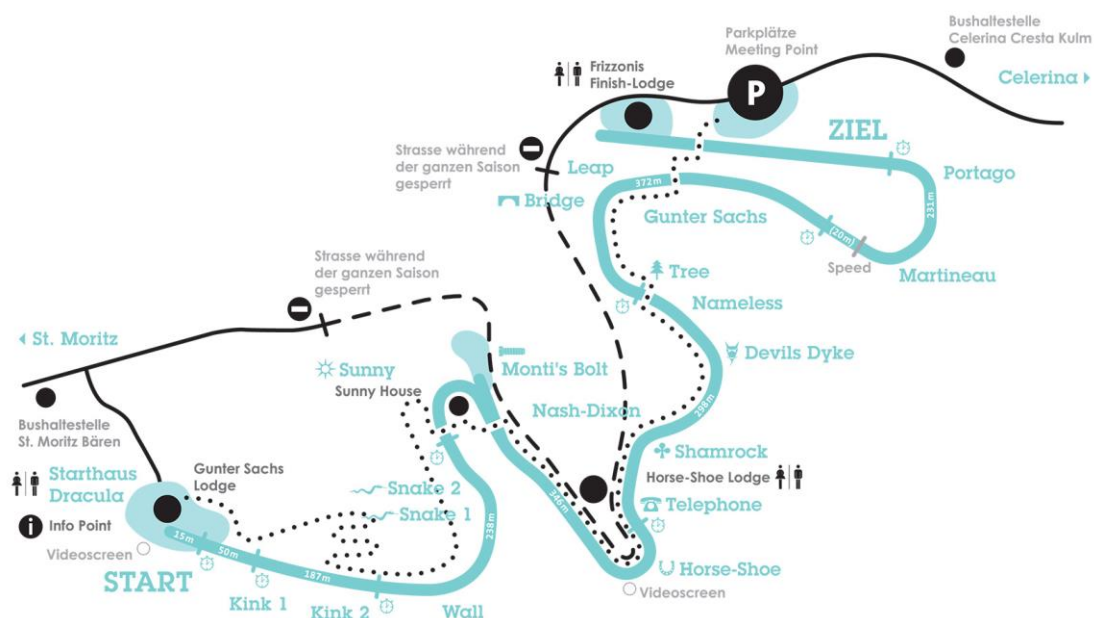 Bushaltestelle
Celerina Cresta Kulm
Celerina
Parkplätze
Meeting Point
P
Frizzonis
Finish-Lodge
ZIEL
Portago
231m
Strasse während
der ganzen Saison
gesperrt
Leap
Bridge
372m
Gunter Sachs
(20m)
Speed
Martineau
Tree
Nameless
Strasse während
der ganzen Saison
gesperrt
St. Moritz
Devils Dyke
298m
Sunny
Sunny House
Monti's Bolt
Nash-Dixon
Bushaltestelle
St. Moritz Bären
Shamrock
Horse-Shoe Lodge
Telephone
Starthaus
Dracula
Gunter Sachs
Lodge
Snake 2
Snake 1
346m
238m
i Info Point
Videoscreen
START
15m
50m
187m
Kink 1
Kink 2
Wall
Horse-Shoe
Videoscreen